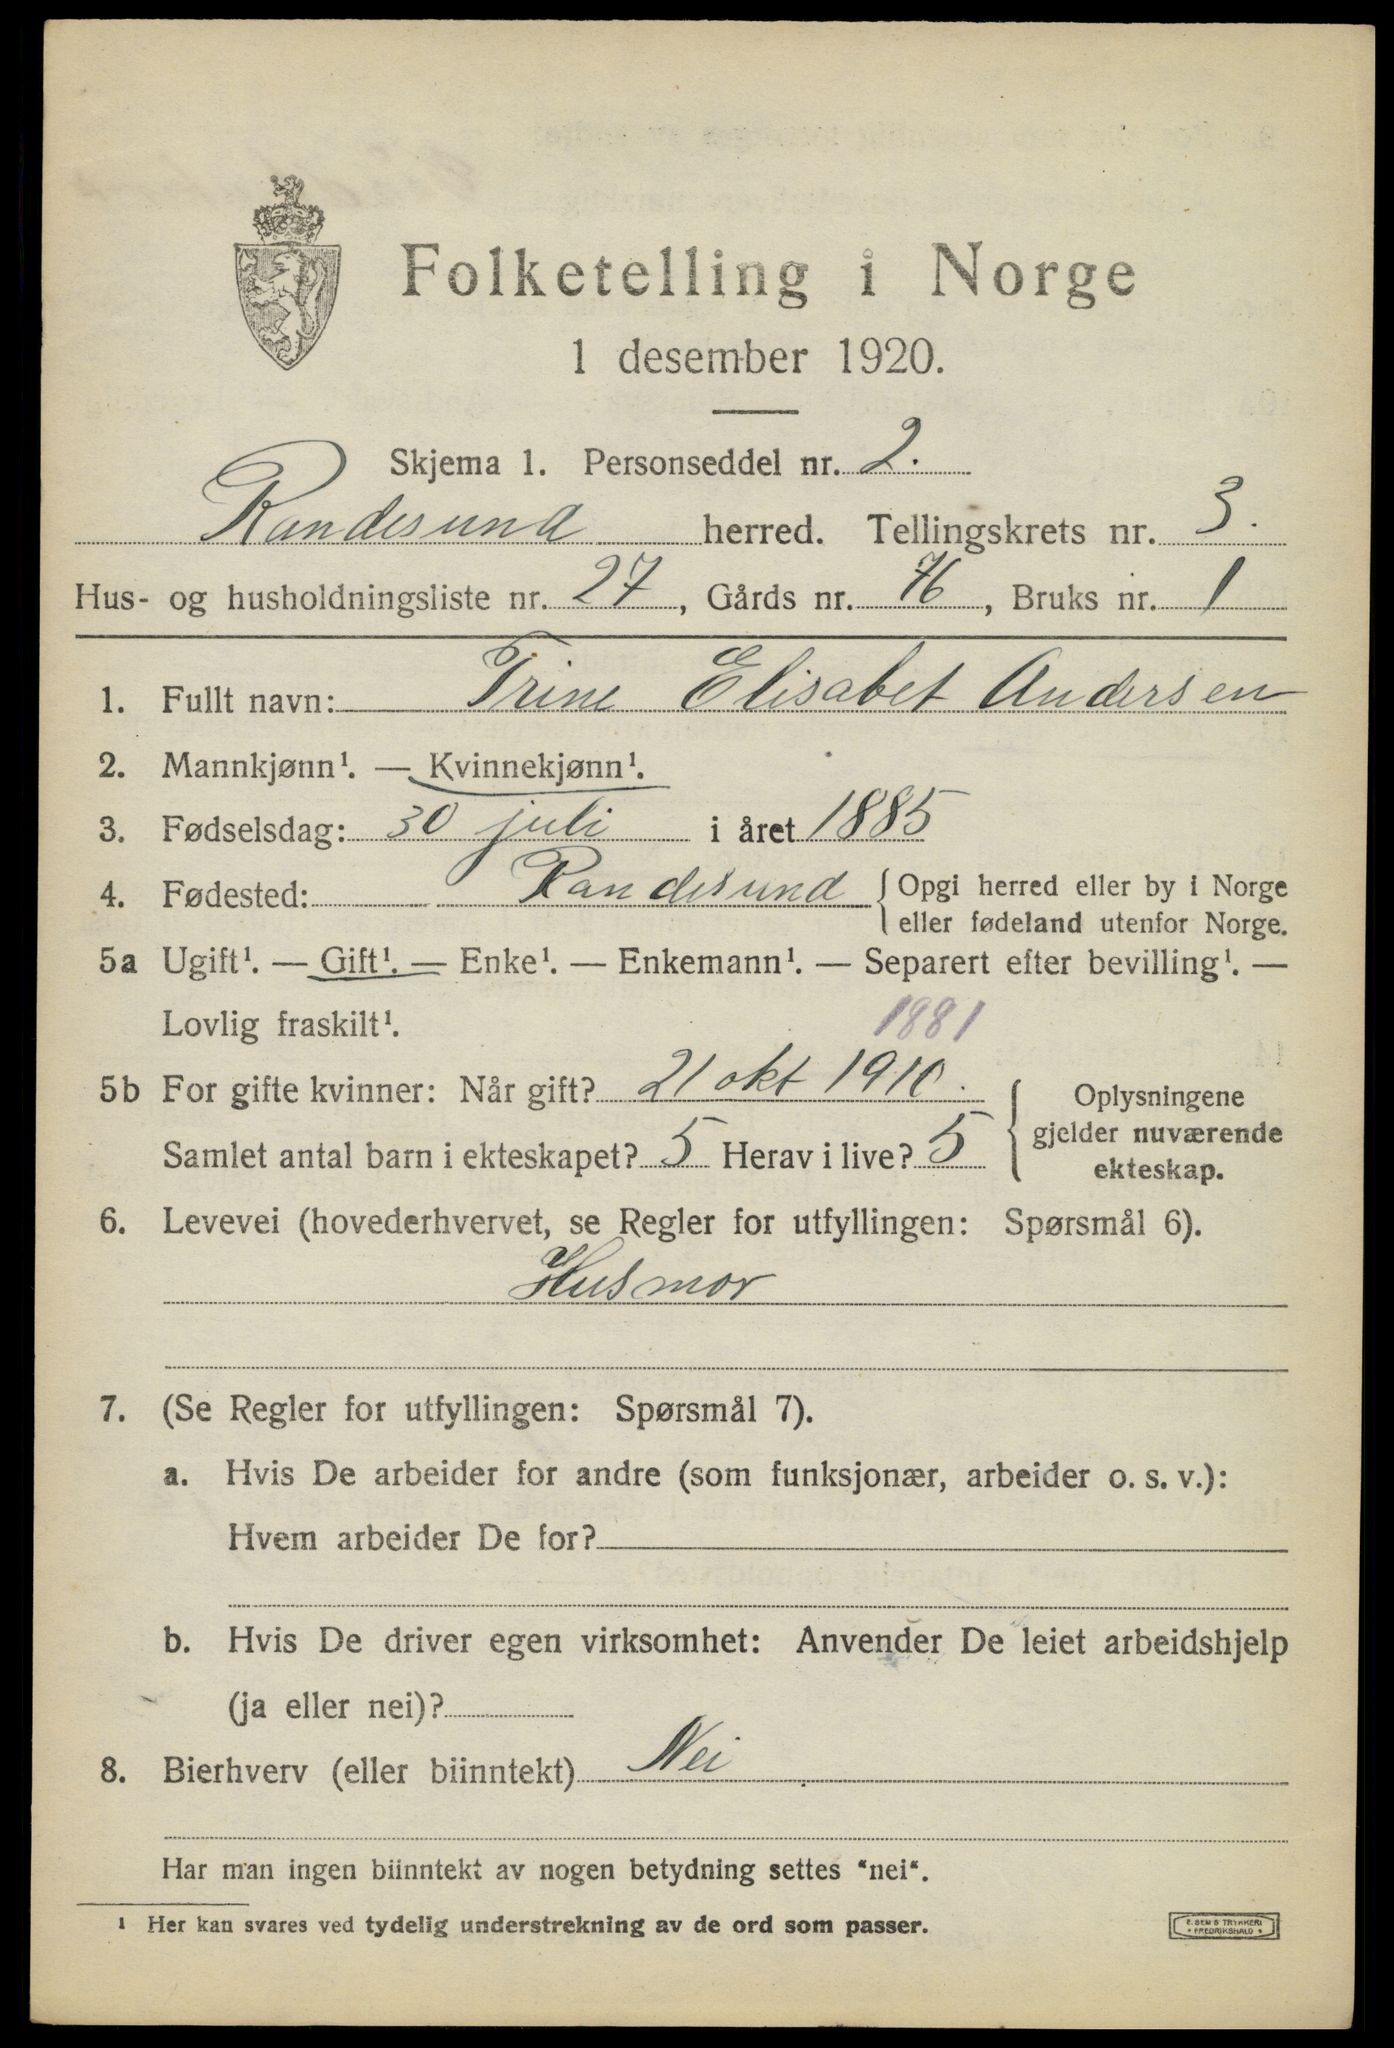 Folketelling i Norge
1 desember 1920.
Skjema 1. Personseddel nr. 2.
Randesund herred. Tellingskrets nr. 3.
Hus- og husholdningsliste nr. 27, Gårds nr. 76, Bruks nr. 1
1. Fullt navn: Trine Elisabet Andersen
2. Mannkjønn¹. — Kvinnekjønn¹.
3. Fødselsdag: 30 juli i året 1885
4. Fødested: Randesund { Opgi herred eller by i Norge
eller fødeland utenfor Norge.
5a Ugift¹. — Gift¹. — Enke¹. — Enkemann¹. — Separert efter bevilling¹. —
Lovlig fraskilt¹.
1881
5b For gifte kvinner: Når gift? 21 okt 1910.
Samlet antal barn i ekteskapet? 5 Herav i live? 5
{ Oplysningene
gjelder nuværende
ekteskap.
6. Levevei (hovederhvervet, se Regler for utfyllingen: Spørsmål 6).
Husmor
7. (Se Regler for utfyllingen: Spørsmål 7).
a. Hvis De arbeider for andre (som funksjonær, arbeider o. s. v.):
Hvem arbeider De for?
b. Hvis De driver egen virksomhet: Anvender De leiet arbeidshjelp
(ja eller nei)?
8. Bierhverv (eller biinntekt) Nei
Har man ingen biinntekt av nogen betydning settes "nei".
¹ Her kan svares ved tydelig understrekning av de ord som passer.
E. SEM'S TRYKKERI
• FREDRIKSHALD •